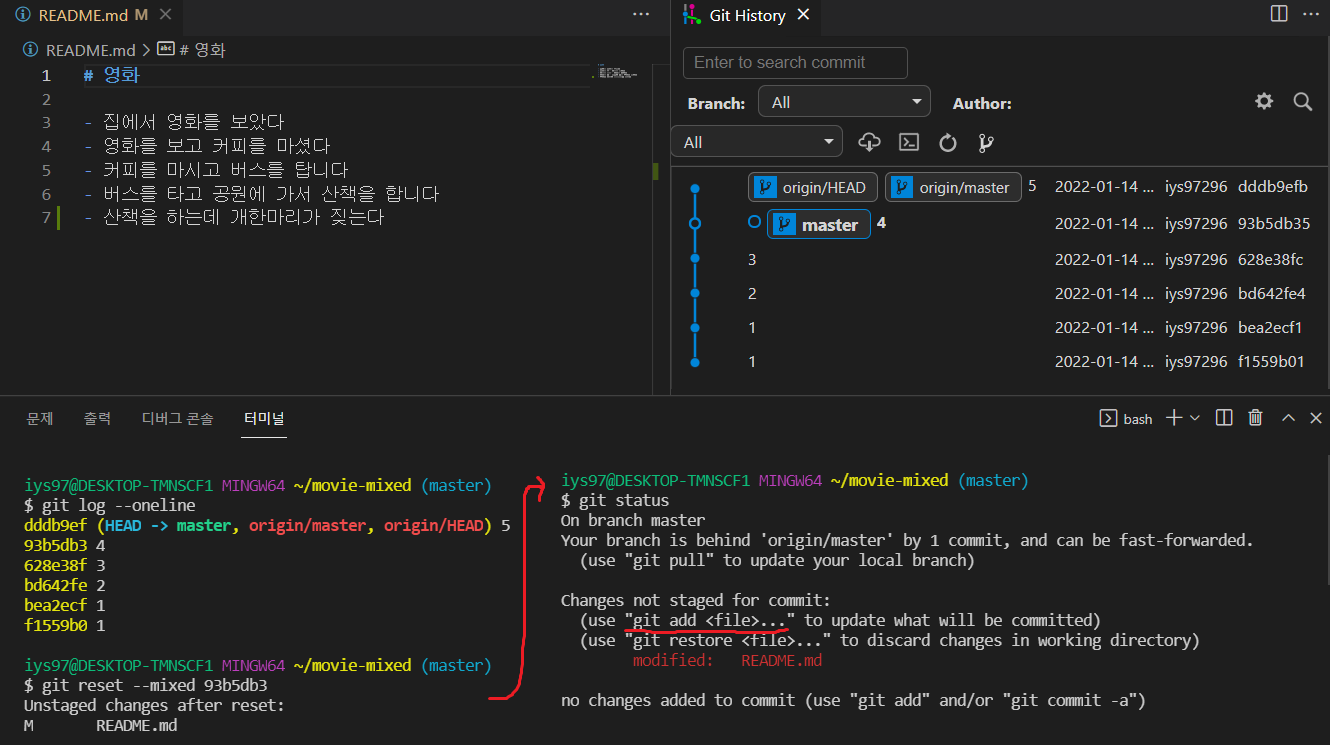 README.md M
README.md > # 영화
1 # 영화
2
3 - 집에서 영화를 보았다
4 - 영화를 보고 커피를 마셨다
5 - 커피를 마시고 버스를 탑니다
6 - 버스를 타고 공원에 가서 산책을 합니다
7 - 산책을 하는데 개한마리가 짖는다
Git History
Enter to search commit
Branch: All Author:
All
origin/HEAD origin/master 5 2022-01-14 ... iys97296 dddb9efb
master 4 2022-01-14 ... iys97296 93b5db35
3 2022-01-14 ... iys97296 628e38fc
2 2022-01-14 ... iys97296 bd642fe4
1 2022-01-14 ... iys97296 bea2ecf1
1 2022-01-14 ... iys97296 f1559b01
문제 출력 디버그 콘솔 터미널
bash
iys97@DESKTOP-TMNSCF1 MINGW64 ~/movie-mixed (master)
$ git log --oneline
dddb9ef (HEAD -> master, origin/master, origin/HEAD) 5
93b5db3 4
628e38f 3
bd642fe 2
bea2ecf 1
f1559b0 1
iys97@DESKTOP-TMNSCF1 MINGW64 ~/movie-mixed (master)
$ git reset --mixed 93b5db3
Unstaged changes after reset:
M README.md
iys97@DESKTOP-TMNSCF1 MINGW64 ~/movie-mixed (master)
$ git status
On branch master
Your branch is behind 'origin/master' by 1 commit, and can be fast-forwarded.
(use "git pull" to update your local branch)
Changes not staged for commit:
(use "git add <file>..." to update what will be committed)
(use "git restore <file>..." to discard changes in working directory)
modified: README.md
no changes added to commit (use "git add" and/or "git commit -a")